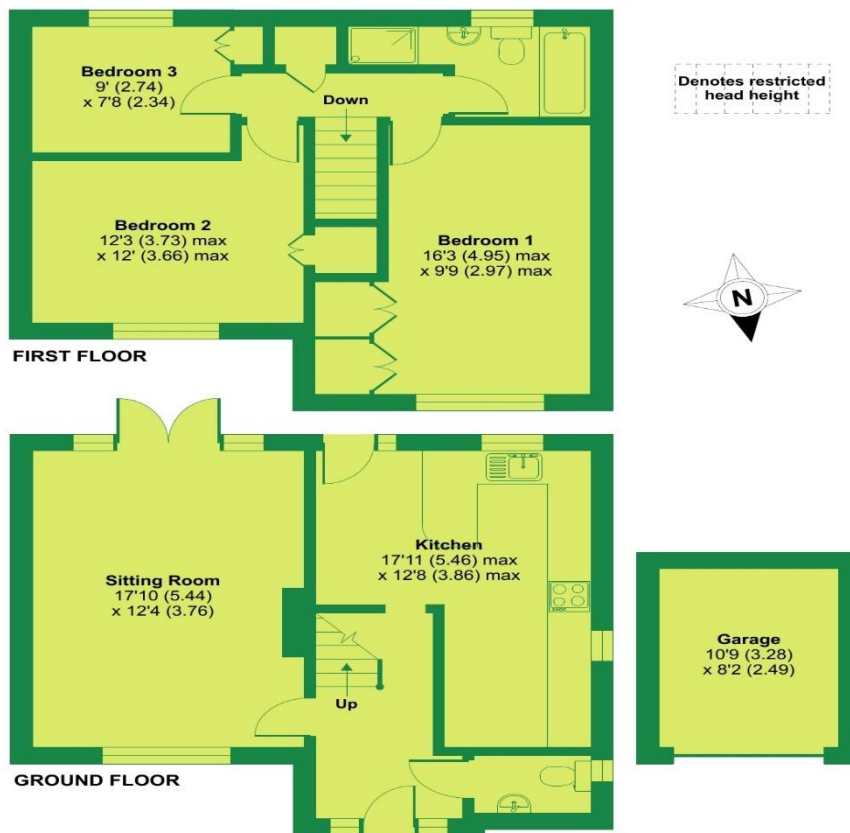 Bedroom 3
9' (2.74)
x 7'8 (2.34)
Down
Denotes restricted
head height
Bedroom 2
12'3 (3.73) max
x 12' (3.66) max
Bedroom 1
16'3 (4.95) max
x 9'9 (2.97) max
N
FIRST FLOOR
Sitting Room
17'10 (5.44)
x 12'4 (3.76)
Kitchen
17'11 (5.46) max
x 12'8 (3.86) max
Up
Garage
10'9 (3.28)
x 8'2 (2.49)
GROUND FLOOR